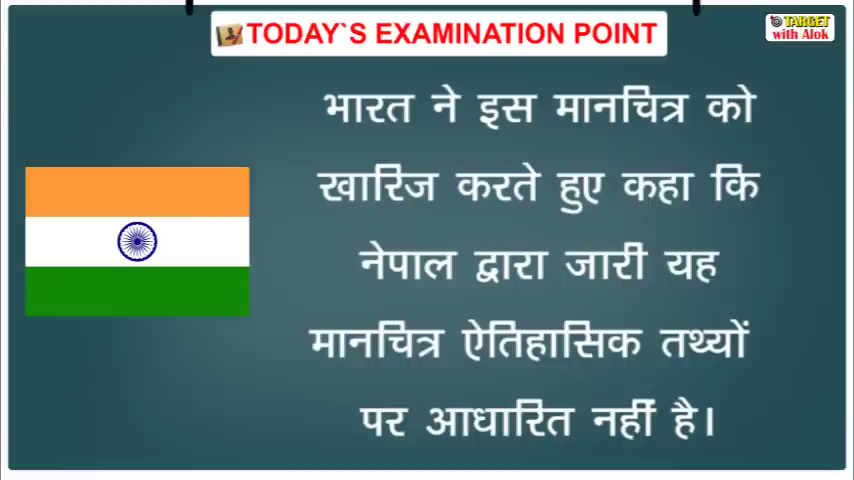 TODAY`S EXAMINATION POINT
TARGET
with Alok
भारत ने इस मानचित्र को
खारिज करते हुए कहा कि
नेपाल द्वारा जारी यह
मानचित्र ऐतिहासिक तथ्यों
पर आधारित नहीं है।